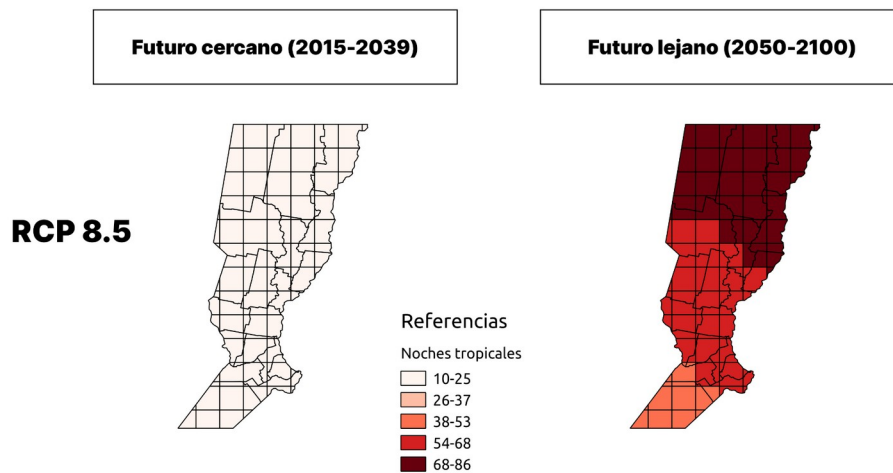 Futuro cercano (2015-2039)
Futuro lejano (2050-2100)
RCP 8.5
Referencias
Noches tropicales
10-25
26-37
38-53
54-68
68-86